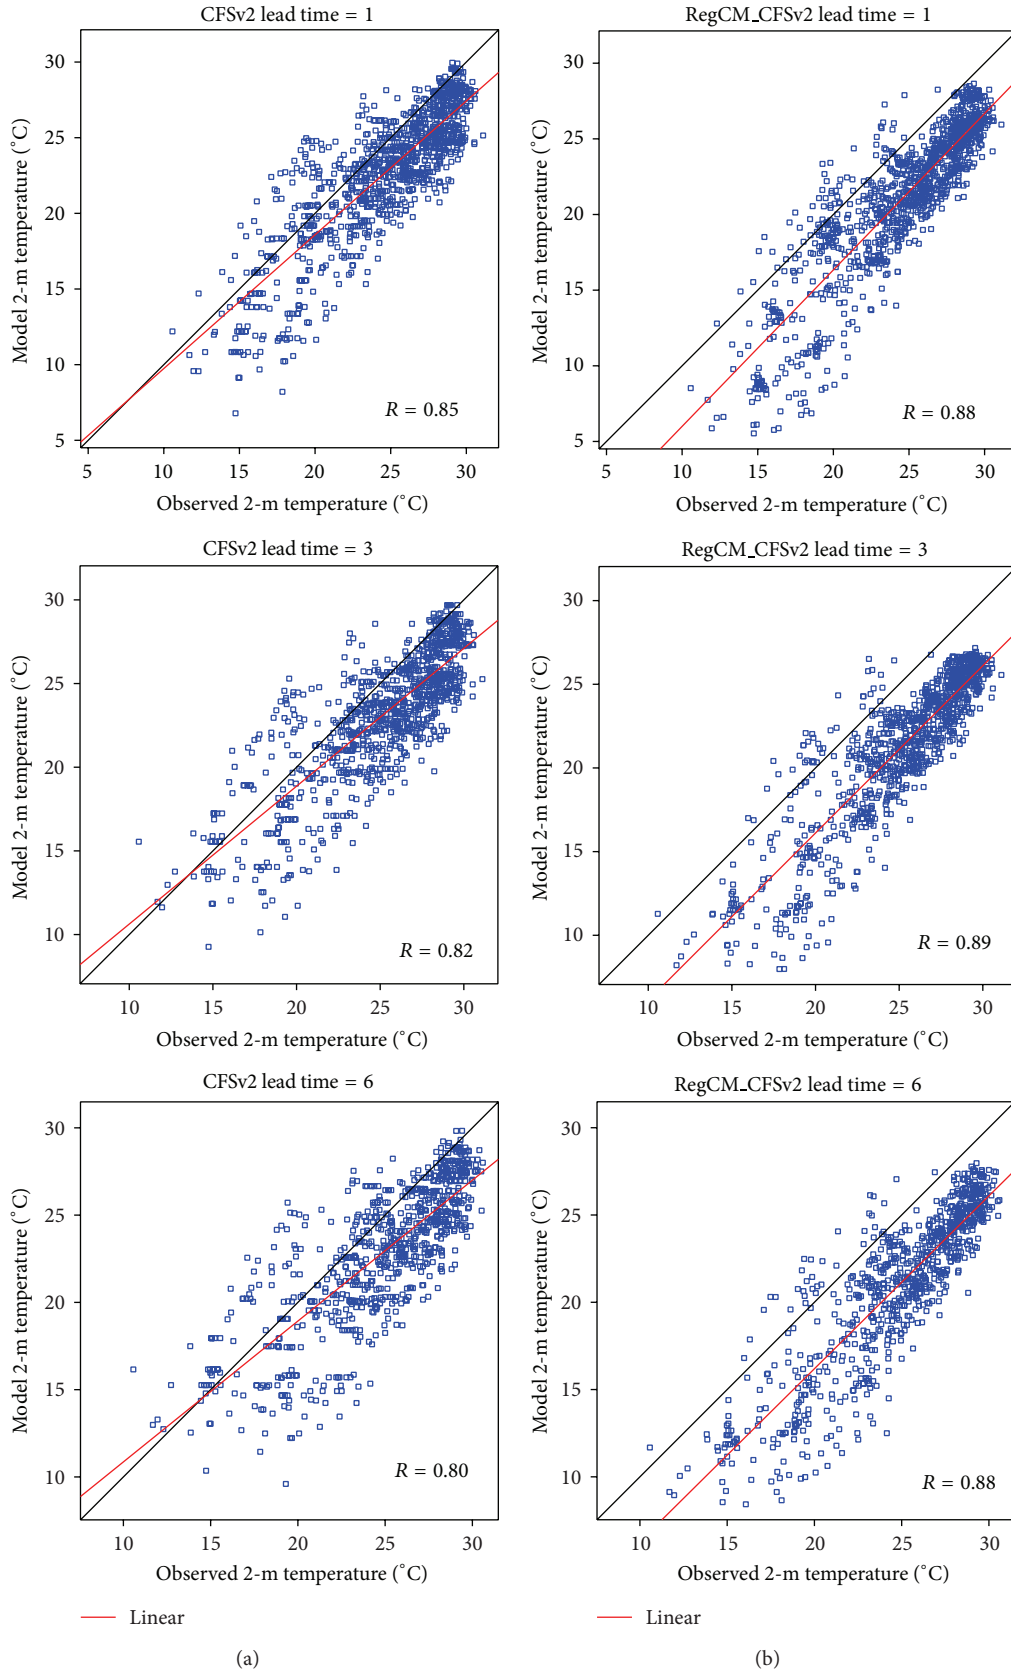 CFSv2 lead time = 1
30
25
20
15
10
5
Model 2-m temperature (°C)
R = 0.85
5
10
15
20
25
30
Observed 2-m temperature (°C)
RegCM_CFSv2 lead time = 1
30
25
20
15
10
5
Model 2-m temperature (°C)
R = 0.88
5
10
15
20
25
30
Observed 2-m temperature (°C)
CFSv2 lead time = 3
30
25
20
15
10
Model 2-m temperature (°C)
R = 0.82
10
15
20
25
30
Observed 2-m temperature (°C)
RegCM_CFSv2 lead time = 3
30
25
20
15
10
Model 2-m temperature (°C)
R = 0.89
10
15
20
25
30
Observed 2-m temperature (°C)
CFSv2 lead time = 6
30
25
20
15
10
Model 2-m temperature (°C)
R = 0.80
10
15
20
25
30
Observed 2-m temperature (°C)
Linear
(a)
RegCM_CFSv2 lead time = 6
30
25
20
15
10
Model 2-m temperature (°C)
R = 0.88
10
15
20
25
30
Observed 2-m temperature (°C)
Linear
(b)